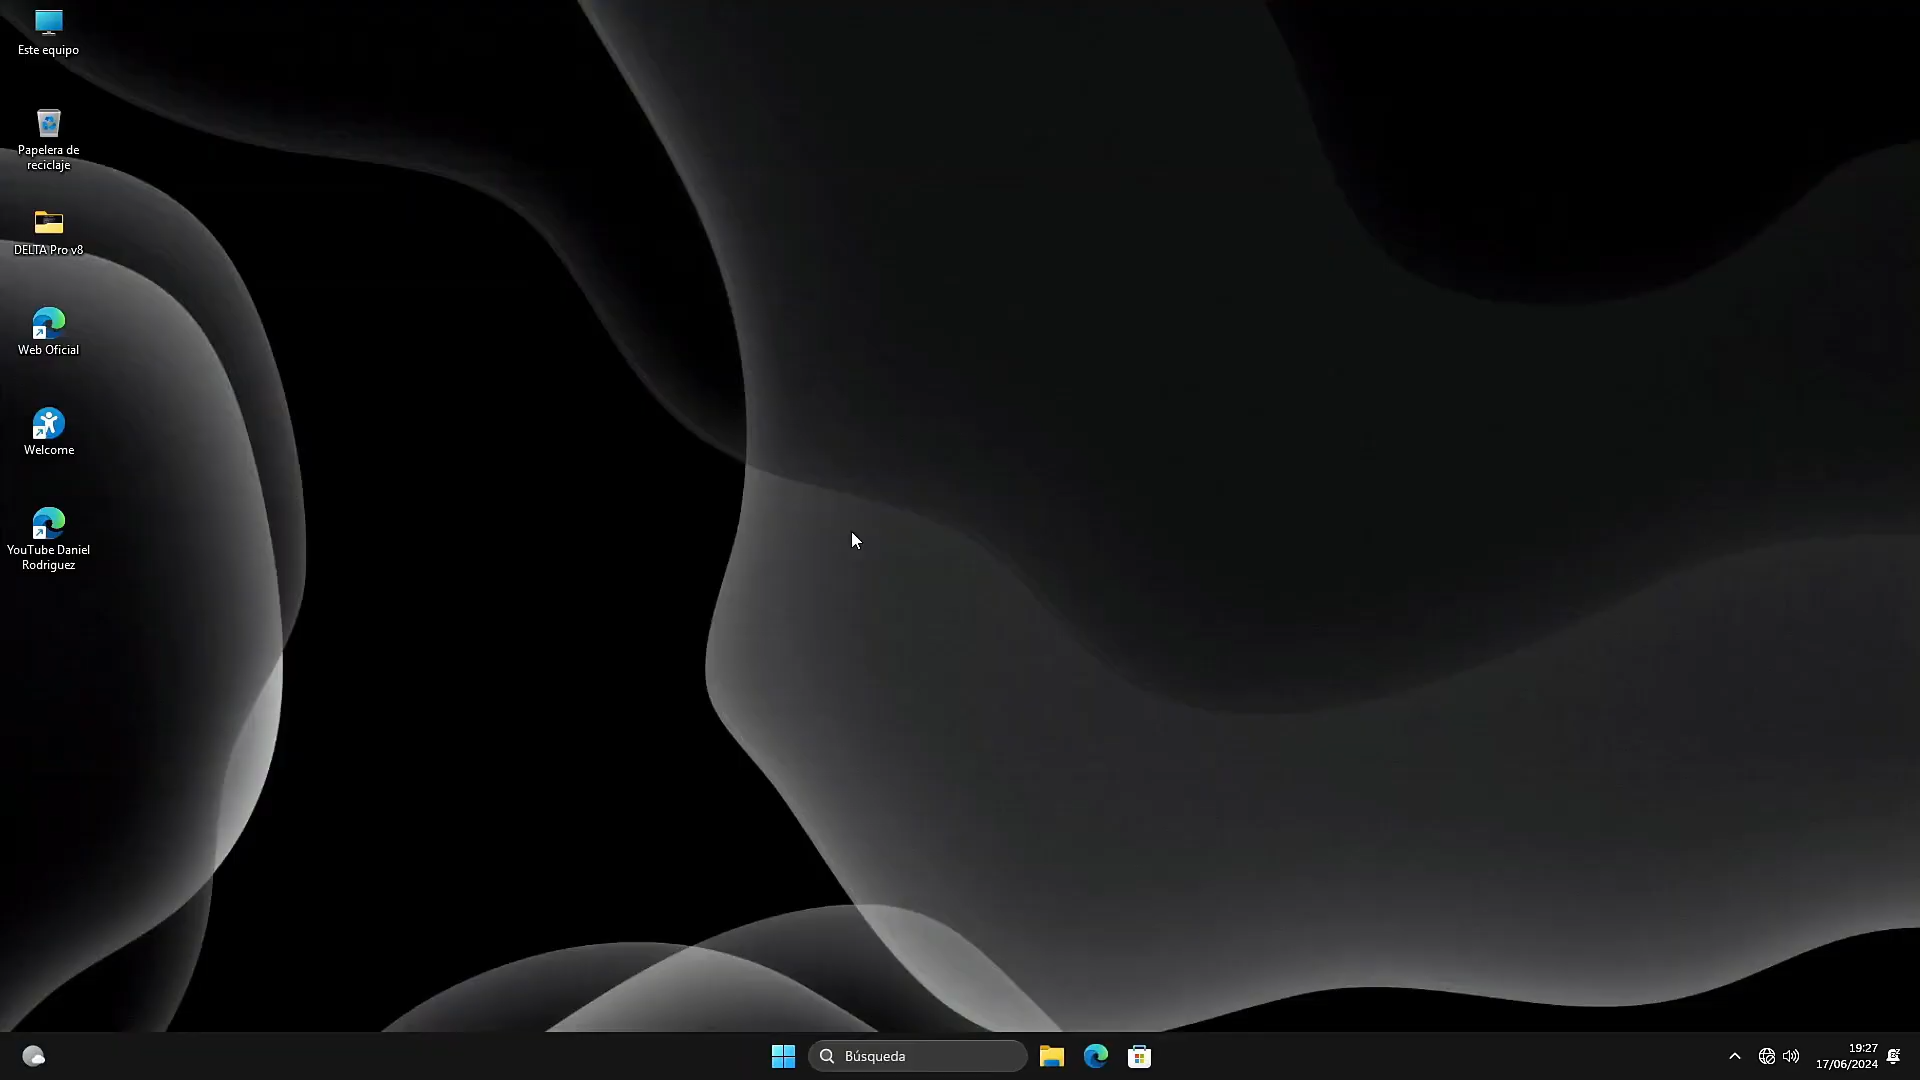 Este equipo
Papelera de
reciclaje
DELTA Pro v8
Web Oficial
Welcome
YouTube Daniel
Rodriguez
Búsqueda
19:27
17/06/2024